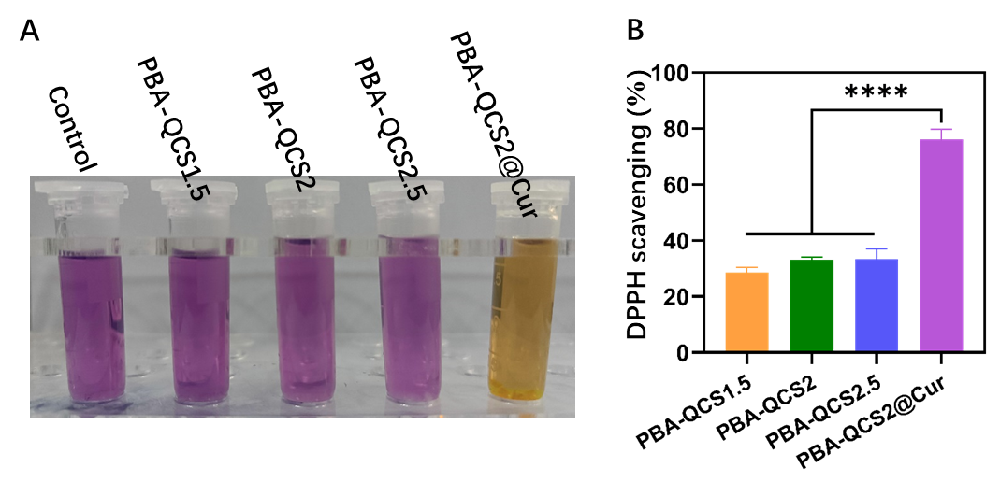 A
Control
PBA-QCS1.5
PBA-QCS2
PBA-QCS2.5
PBA-QCS2@Cur
5
B
DPPH scavenging (%)
100
80
60
40
20
0
****
PBA-QCS1.5
PBA-QCS2
PBA-QCS2.5
PBA-QCS2@Cur